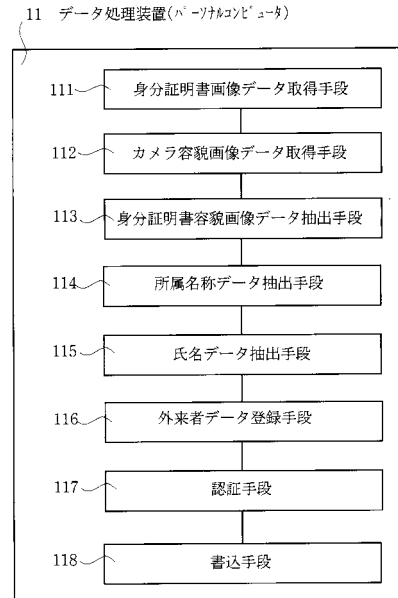 11 データ処理装置(ﾊﾟｰｿﾅﾙｺﾝﾋﾟｭｰﾀ)
111 身分証明書画像データ取得手段
112 カメラ容貌画像データ取得手段
113 身分証明書容貌画像データ抽出手段
114 所属名称データ抽出手段
115 氏名データ抽出手段
116 外来者データ登録手段
117 認証手段
118 書込手段